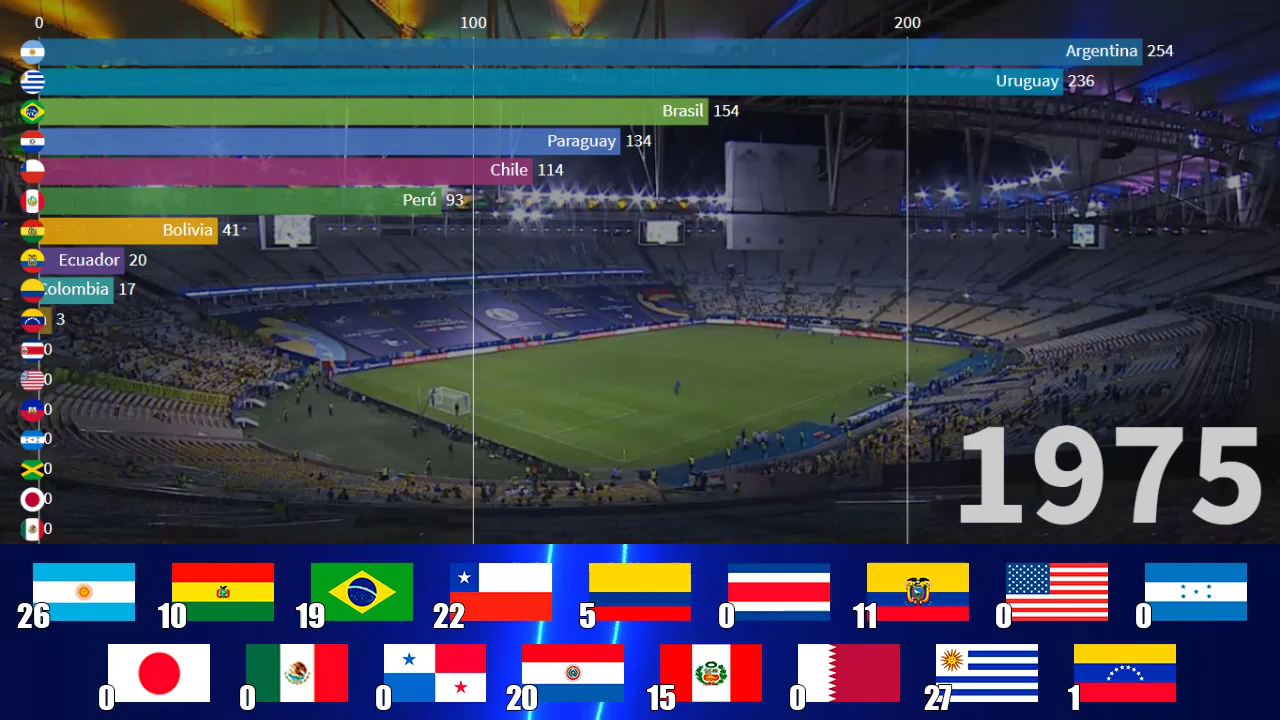 0 100 200
Argentina 254
Uruguay 236
Brasil 154
Paraguay 134
Chile 114
Perú 93
Bolivia 41
Ecuador 20
Colombia 17
3
0
0
0
0
0
0
0
1975
26 10 19 22 5 0 11 0 0
0 0 0 20 15 0 27 1